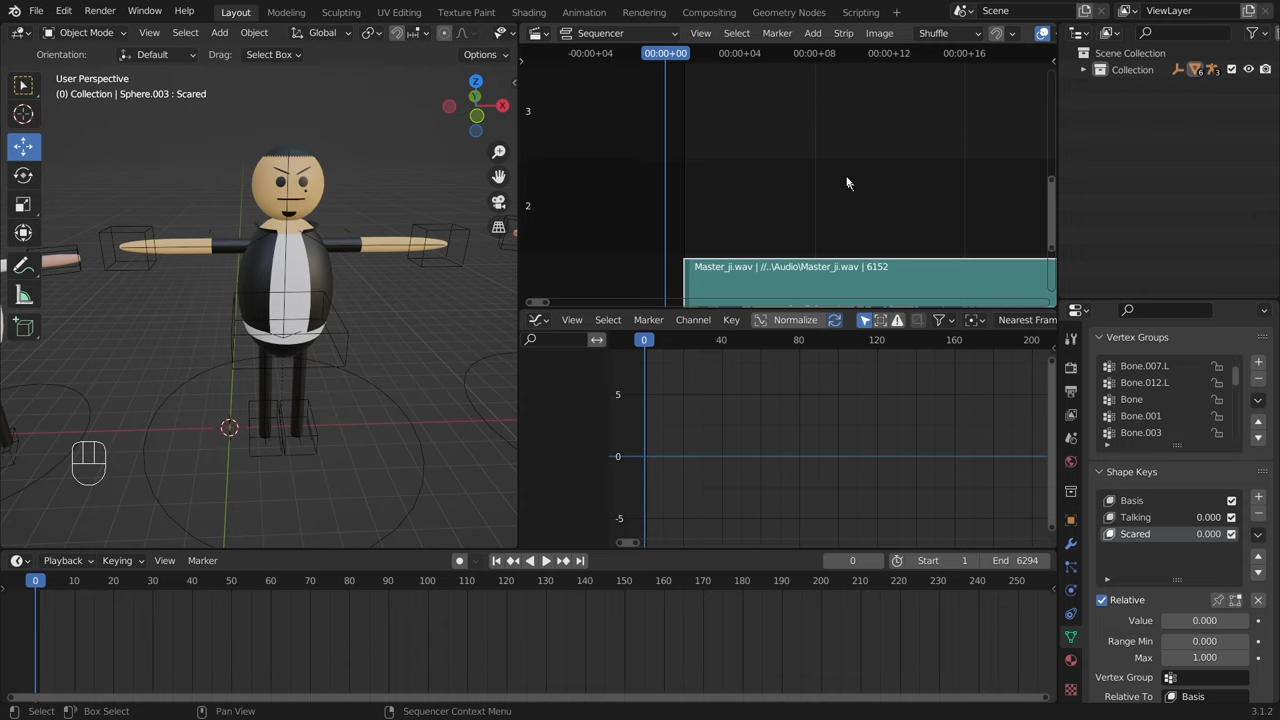 File Edit Render Window Help Layout Modeling Sculpting UV Editing Texture Paint Shading Animation Rendering Compositing Geometry Nodes Scripting + Scene ViewLayer
Object Mode View Select Add Object Global Sequencer View Select Marker Add Strip Image Shuffle
Orientation: Default Drag: Select Box Options -00:00+04 00:00+00 00:00+04 00:00+08 00:00+12 00:00+16 Scene Collection
Collection 6 3
User Perspective
(0) Collection | Sphere.003 : Scared
Z
Y
X
3
2
Master_ji.wav | //..\Audio\Master_ji.wav | 6152
View Select Marker Channel Key Normalize Nearest Fram
0 40 80 120 160 200
5
0
-5
Vertex Groups
Bone.007.L
Bone.012.L
Bone
Bone.001
Bone.003
Shape Keys
Basis
Talking 0.000
Scared 0.000
Relative
Value 0.000
Range Min 0.000
Max 1.000
Vertex Group
Relative To Basis
Playback Keying View Marker 0 Start 1 End 6294
0 10 20 30 40 50 60 70 80 90 100 110 120 130 140 150 160 170 180 190 200 210 220 230 240 250
Select Box Select Pan View Sequencer Context Menu 3.1.2